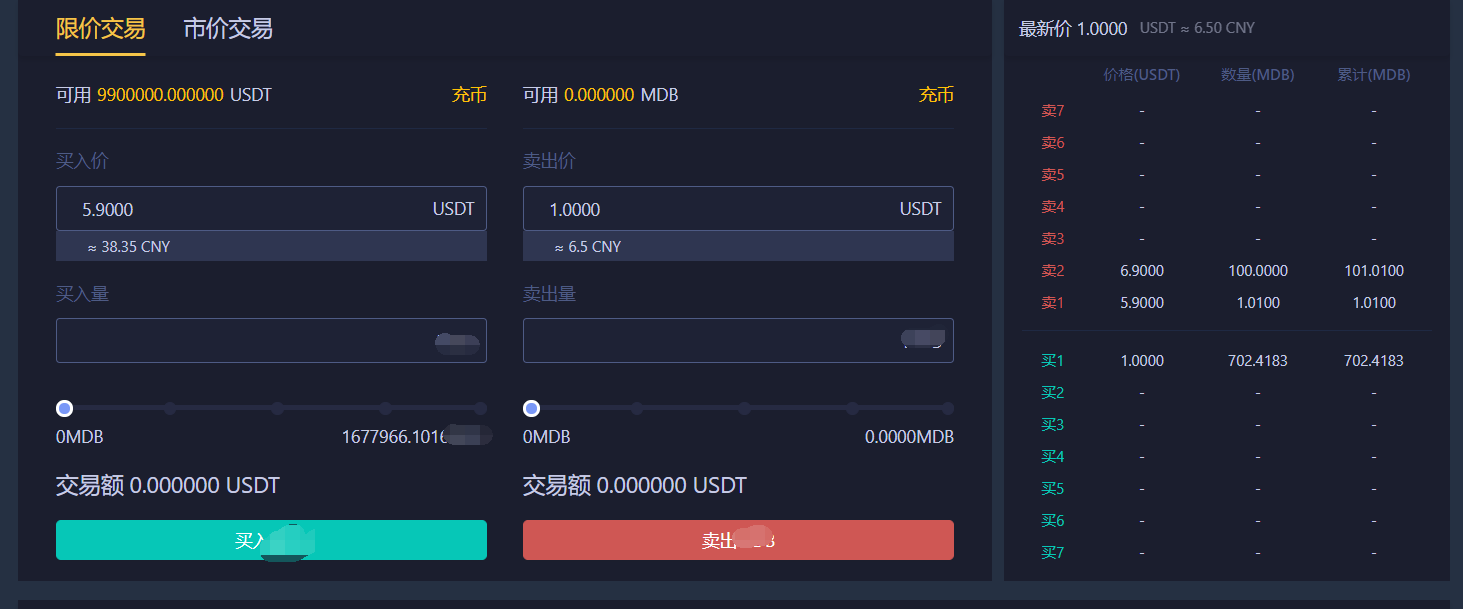 限价交易 市价交易
可用 9900000.000000 USDT 充币
买入价
5.9000 USDT
≈ 38.35 CNY
买入量
0MDB 1677966.101
交易额 0.000000 USDT
买入
可用 0.000000 MDB 充币
卖出价
1.0000 USDT
≈ 6.5 CNY
卖出量
0MDB 0.0000MDB
交易额 0.000000 USDT
卖出
最新价 1.0000 USDT ≈ 6.50 CNY
价格(USDT) 数量(MDB) 累计(MDB)
卖7 - - -
卖6 - - -
卖5 - - -
卖4 - - -
卖3 - - -
卖2 6.9000 100.0000 101.0100
卖1 5.9000 1.0100 1.0100
买1 1.0000 702.4183 702.4183
买2 - - -
买3 - - -
买4 - - -
买5 - - -
买6 - - -
买7 - - -